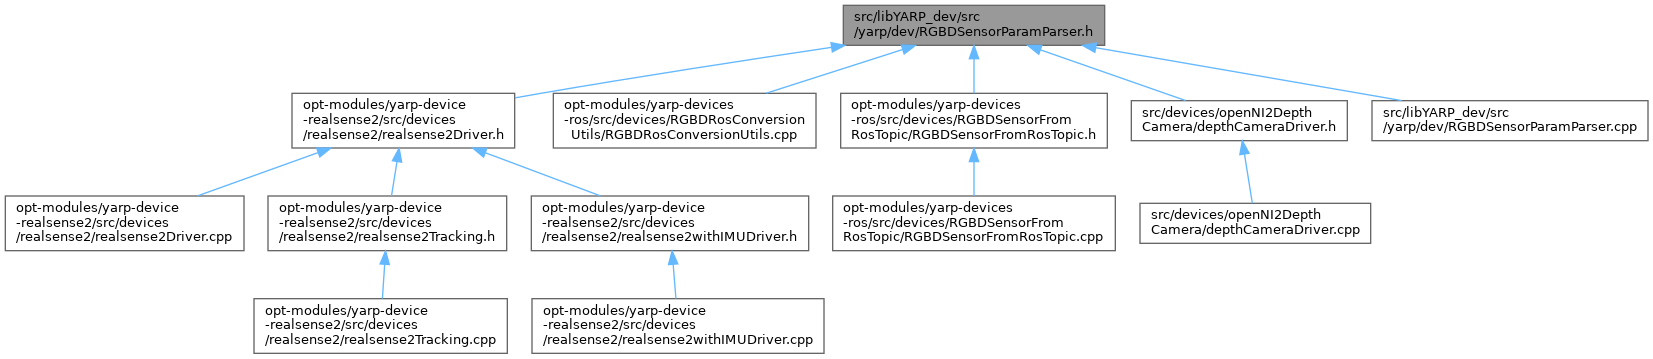 src/libYARP_dev/src
/yarp/dev/RGBDSensorParamParser.h
opt-modules/yarp-device
-realsense2/src/devices
/realsense2/realsense2Driver.h
opt-modules/yarp-devices
-ros/src/devices/RGBDRosConversion
Utils/RGBDRosConversionUtils.cpp
opt-modules/yarp-devices
-ros/src/devices/RGBDSensorFrom
RosTopic/RGBDSensorFromRosTopic.h
src/devices/openNI2Depth
Camera/depthCameraDriver.h
src/libYARP_dev/src
/yarp/dev/RGBDSensorParamParser.cpp
opt-modules/yarp-device
-realsense2/src/devices
/realsense2/realsense2Driver.cpp
opt-modules/yarp-device
-realsense2/src/devices
/realsense2/realsense2Tracking.h
opt-modules/yarp-device
-realsense2/src/devices
/realsense2/realsense2withIMUDriver.h
opt-modules/yarp-devices
-ros/src/devices/RGBDSensorFrom
RosTopic/RGBDSensorFromRosTopic.cpp
src/devices/openNI2Depth
Camera/depthCameraDriver.cpp
opt-modules/yarp-device
-realsense2/src/devices
/realsense2/realsense2Tracking.cpp
opt-modules/yarp-device
-realsense2/src/devices
/realsense2/realsense2withIMUDriver.cpp